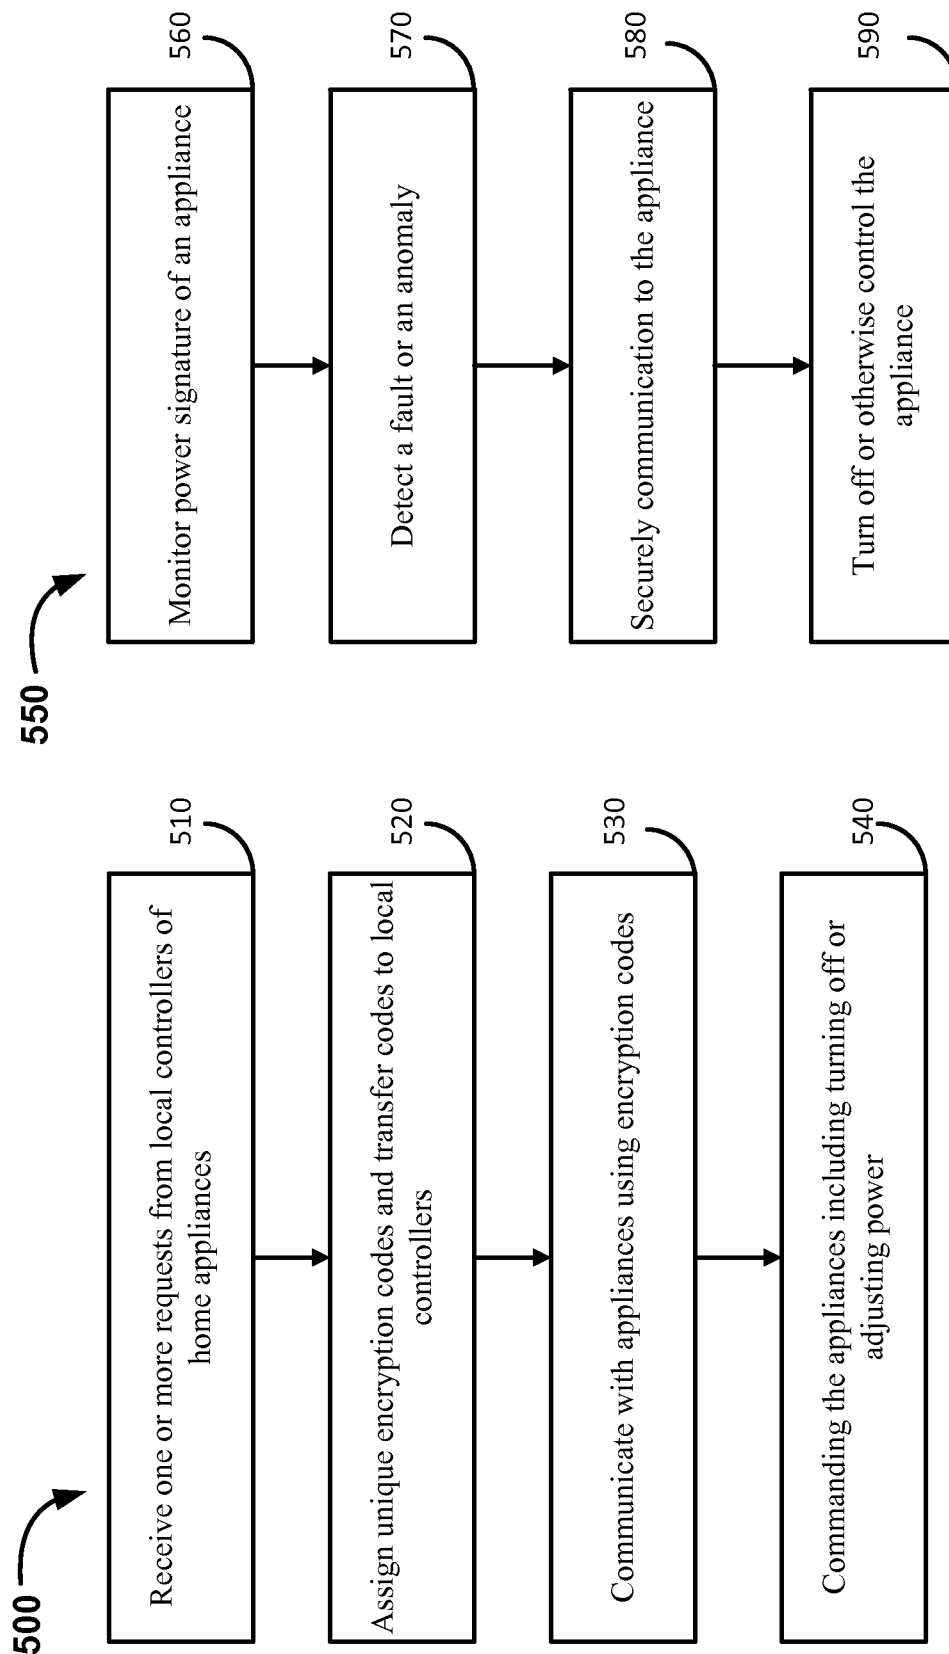 500
Receive one or more requests from local controllers of
home appliances
510
Assign unique encryption codes and transfer codes to local
controllers
520
Communicate with appliances using encryption codes
530
Commanding the appliances including turning off or
adjusting power
540
550
Monitor power signature of an appliance
560
Detect a fault or an anomaly
570
Securely communication to the appliance
580
Turn off or otherwise control the
appliance
590